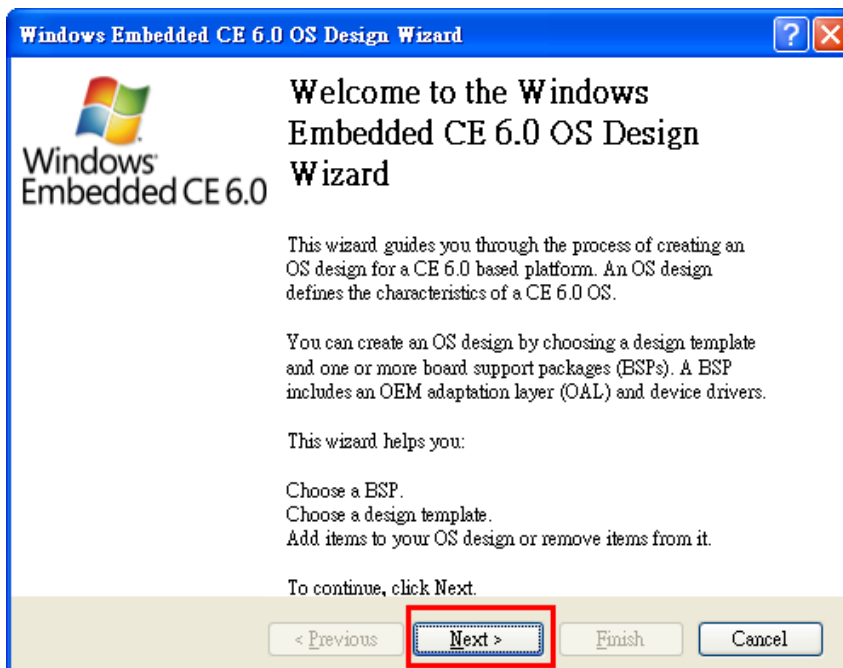 Windows Embedded CE 6.0 OS Design Wizard
Windows
Embedded CE 6.0
Welcome to the Windows
Embedded CE 6.0 OS Design
Wizard
This wizard guides you through the process of creating an
OS design for a CE 6.0 based platform. An OS design
defines the characteristics of a CE 6.0 OS.
You can create an OS design by choosing a design template
and one or more board support packages (BSPs). A BSP
includes an OEM adaptation layer (OAL) and device drivers.
This wizard helps you:
Choose a BSP.
Choose a design template.
Add items to your OS design or remove items from it.
To continue, click Next.
< Previous
Next >
Finish
Cancel